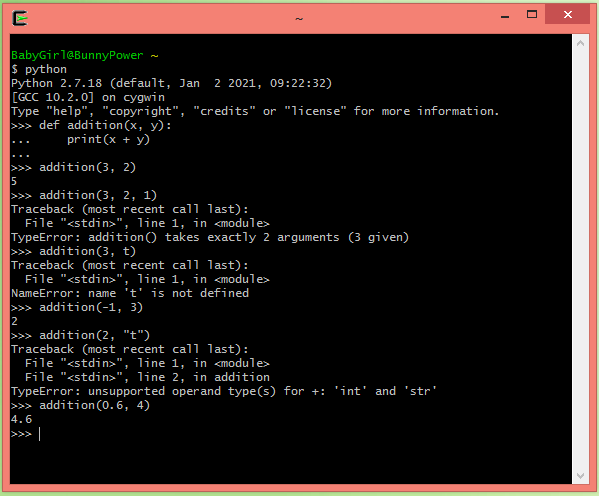 ~
BabyGirl@BunnyPower ~
$ python
Python 2.7.18 (default, Jan  2 2021, 09:22:32)
[GCC 10.2.0] on cygwin
Type "help", "copyright", "credits" or "license" for more information.
>>> def addition(x, y):
...     print(x + y)
...
>>> addition(3, 2)
5
>>> addition(3, 2, 1)
Traceback (most recent call last):
  File "<stdin>", line 1, in <module>
TypeError: addition() takes exactly 2 arguments (3 given)
>>> addition(3, t)
Traceback (most recent call last):
  File "<stdin>", line 1, in <module>
NameError: name 't' is not defined
>>> addition(-1, 3)
2
>>> addition(2, "t")
Traceback (most recent call last):
  File "<stdin>", line 1, in <module>
  File "<stdin>", line 2, in addition
TypeError: unsupported operand type(s) for +: 'int' and 'str'
>>> addition(0.6, 4)
4.6
>>>